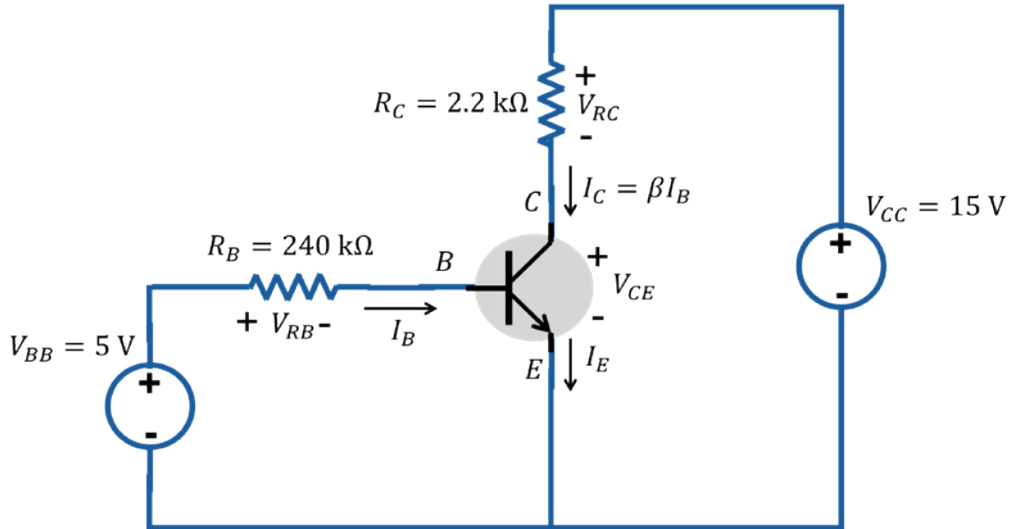 +
R_C = 2.2 kΩ
V_RC
-
C
I_C = βI_B
V_CC = 15 V
R_B = 240 kΩ
B
+
+
V_CE
-
-
+ V_RB -
I_B
V_BB = 5 V
E
I_E
+
-